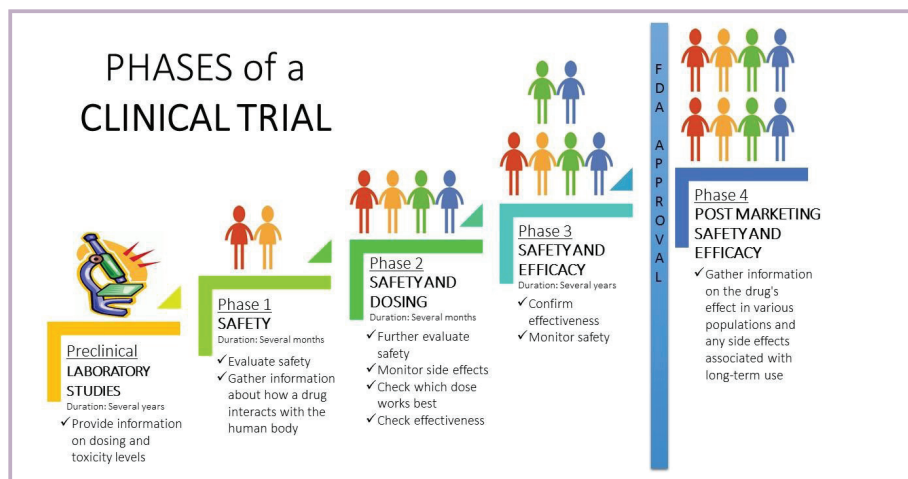 PHASES of a
CLINICAL TRIAL
Preclinical
LABORATORY
STUDIES
Duration: Several years
✓Provide information
on dosing and
toxicity levels
Phase 1
SAFETY
Duration: Several months
✓Evaluate safety
✓Gather information
about how a drug
interacts with the
human body
Phase 2
SAFETY AND
DOSING
Duration: Several months
✓Further evaluate
safety
✓Monitor side effects
✓Check which dose
works best
✓Check effectiveness
Phase 3
SAFETY AND
EFFICACY
Duration: Several years
✓Confirm
effectiveness
✓Monitor safety
FDA APPROVAL
Phase 4
POST MARKETING
SAFETY AND
EFFICACY
✓Gather information
on the drug's
effect in various
populations and
any side effects
associated with
long-term use